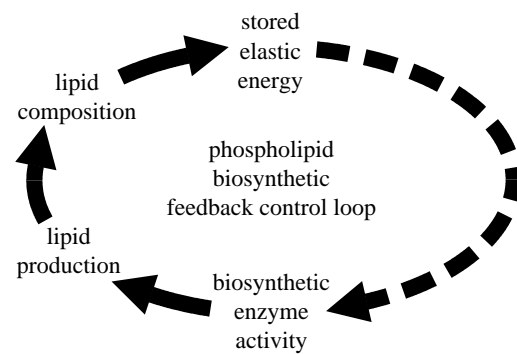 stored
elastic
energy
lipid
composition
phospholipid
biosynthetic
feedback control loop
lipid
production
biosynthetic
enzyme
activity